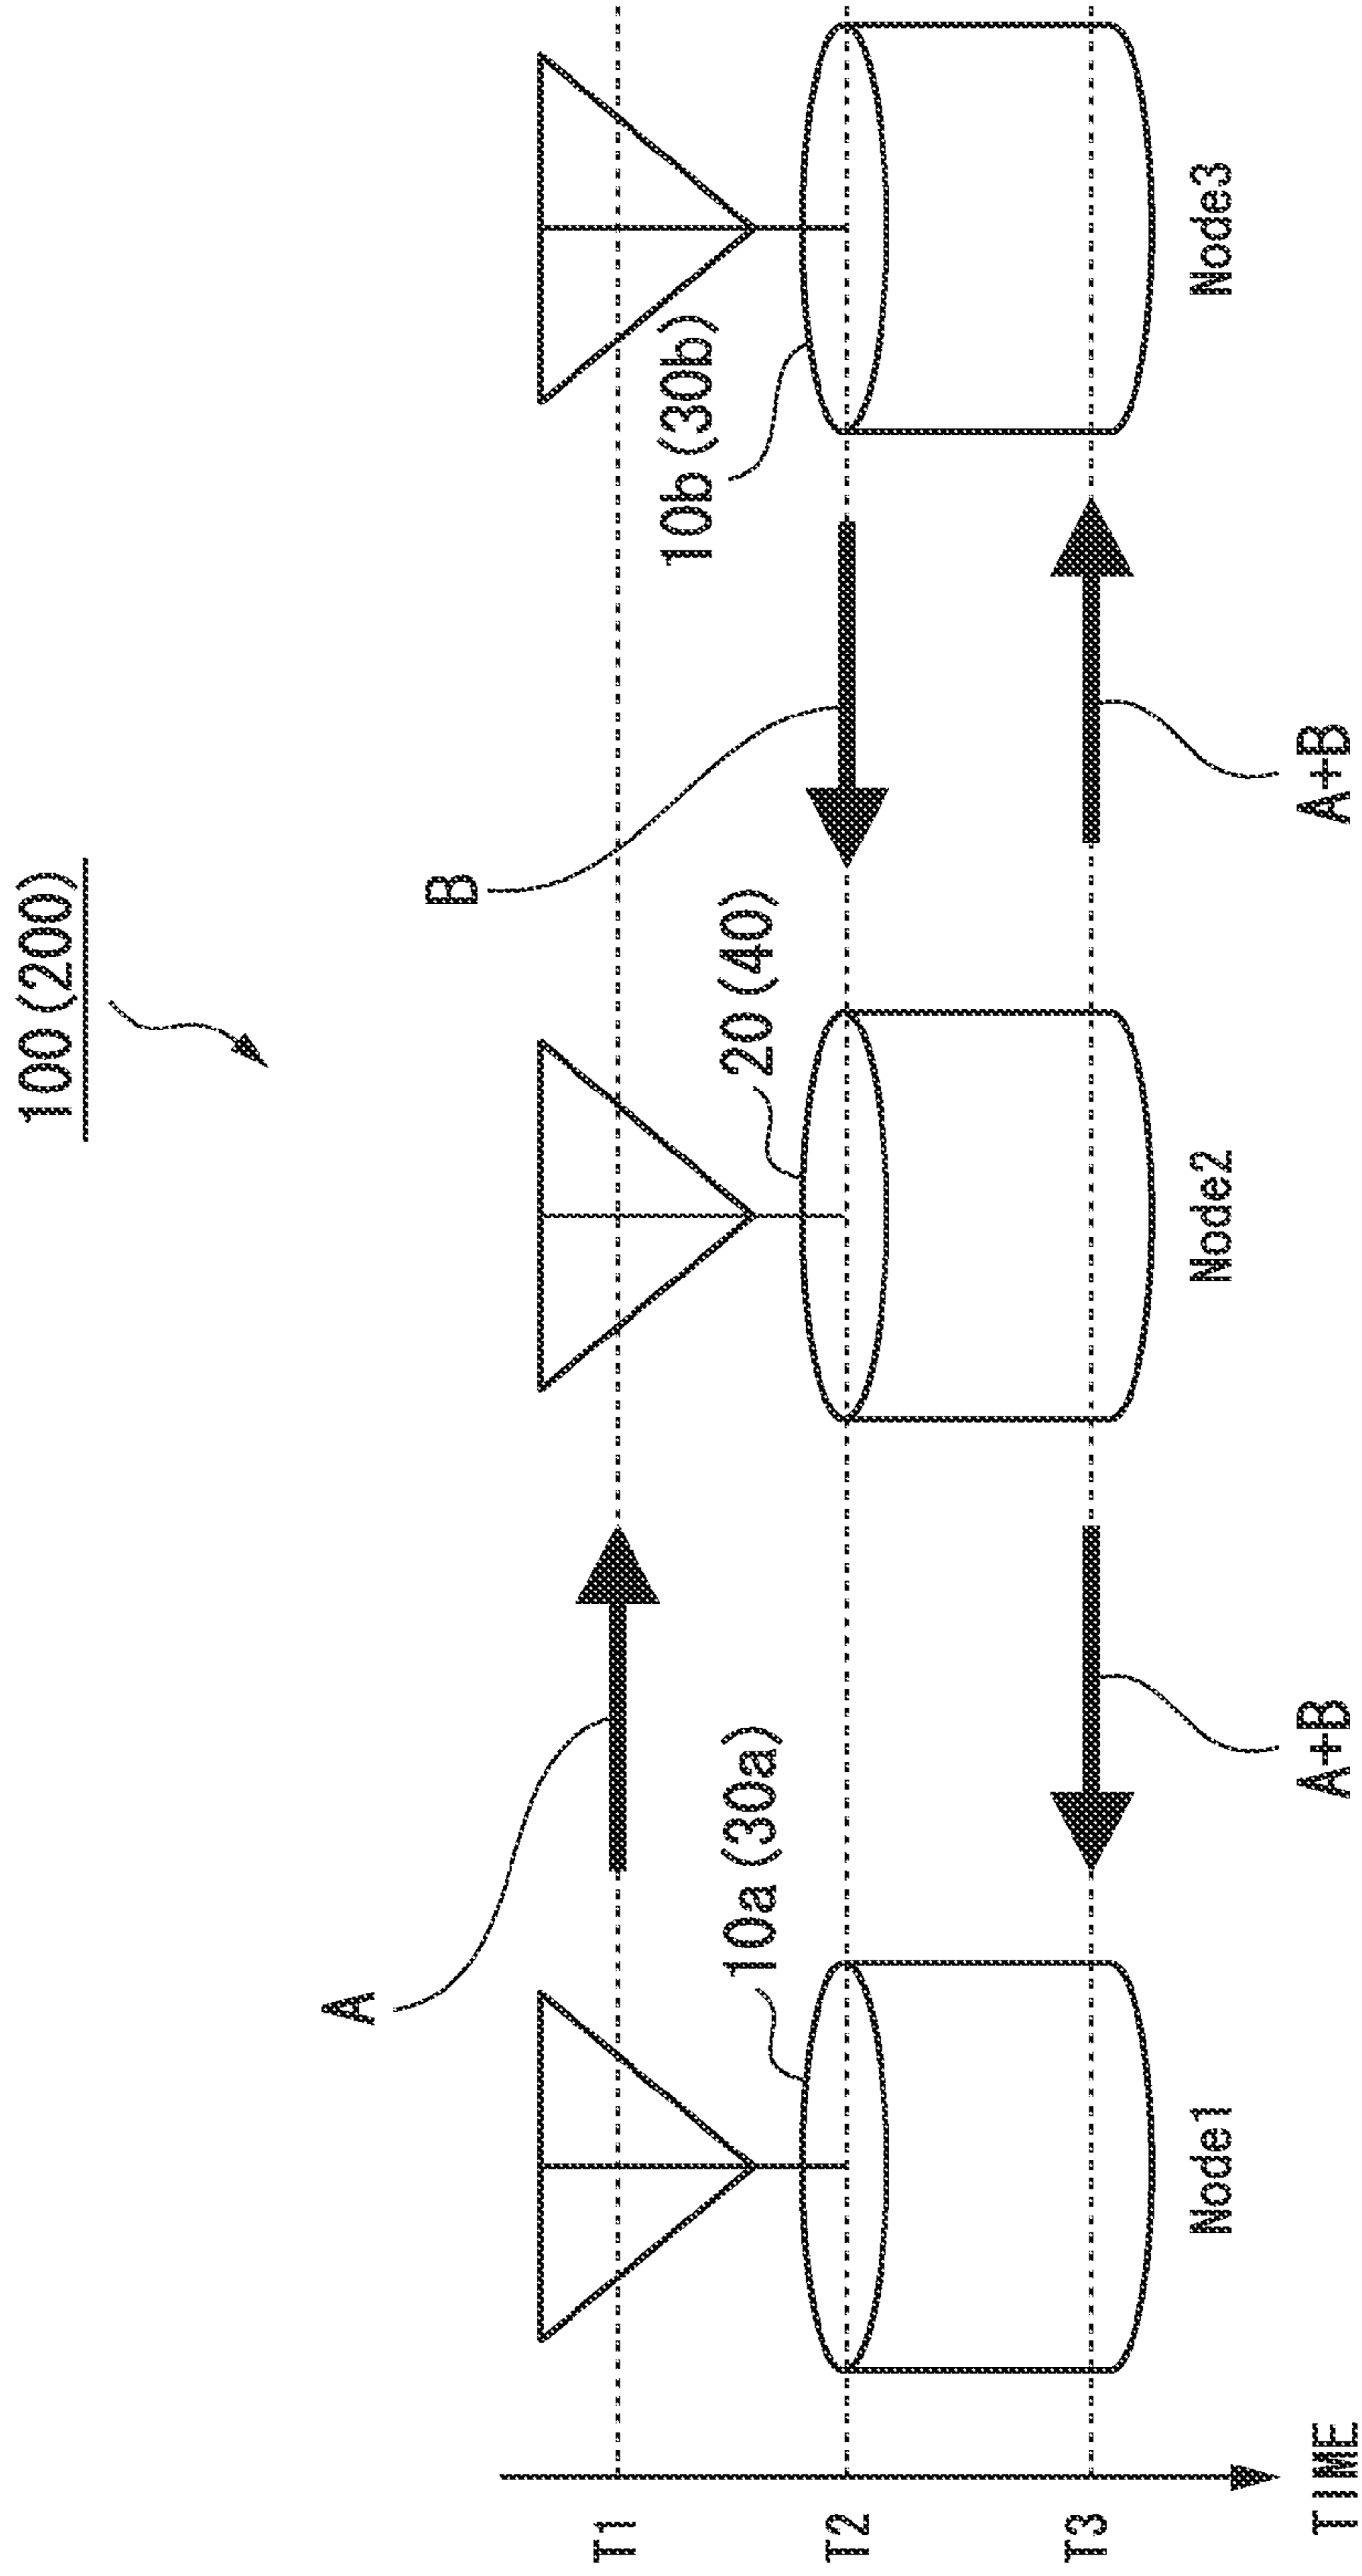 100 (200)
A
B
T1
10a (30a)
20 (40)
10b (30b)
T2
T3
Node1
Node2
Node3
A+B
A+B
TIME